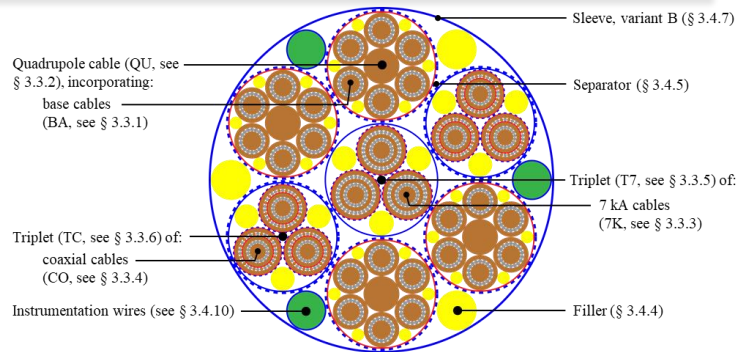 Sleeve, variant B (§ 3.4.7)
Quadrupole cable (QU, see
§ 3.3.2), incorporating:
base cables
(BA, see § 3.3.1)
Separator (§ 3.4.5)
Triplet (T7, see § 3.3.5) of:
7 kA cables
(7K, see § 3.3.3)
Triplet (TC, see § 3.3.6) of:
coaxial cables
(CO, see § 3.3.4)
Instrumentation wires (see § 3.4.10)
Filler (§ 3.4.4)